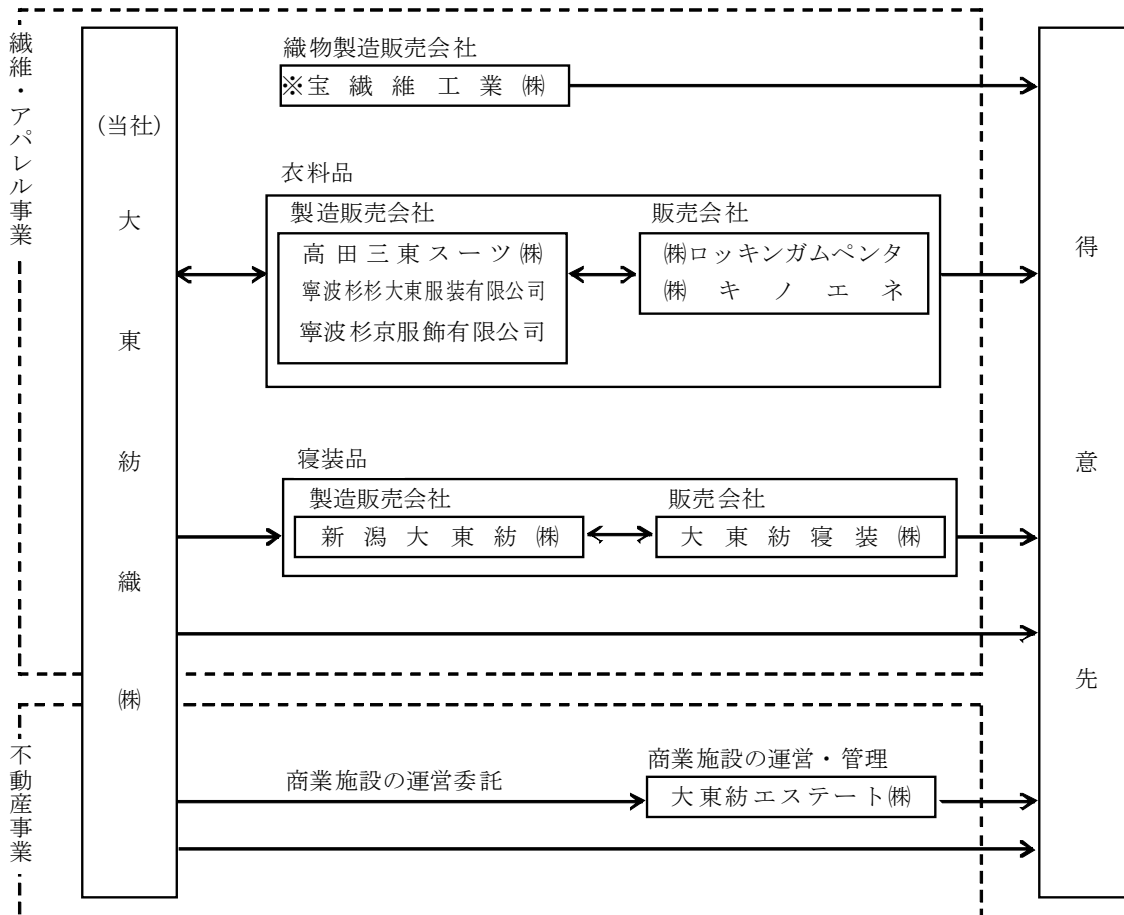 繊維・アパレル事業
(当社)
大東紡織㈱
織物製造販売会社
※宝繊維工業㈱
衣料品
製造販売会社
高田三東スーツ㈱
寧波杉杉大東服装有限公司
寧波杉京服飾有限公司
販売会社
㈱ロッキンガムペンタ
㈱キノエネ
寝装品
製造販売会社
新潟大東紡㈱
販売会社
大東紡寝装㈱
得意先
不動産事業
商業施設の運営委託
商業施設の運営・管理
大東紡エステート㈱